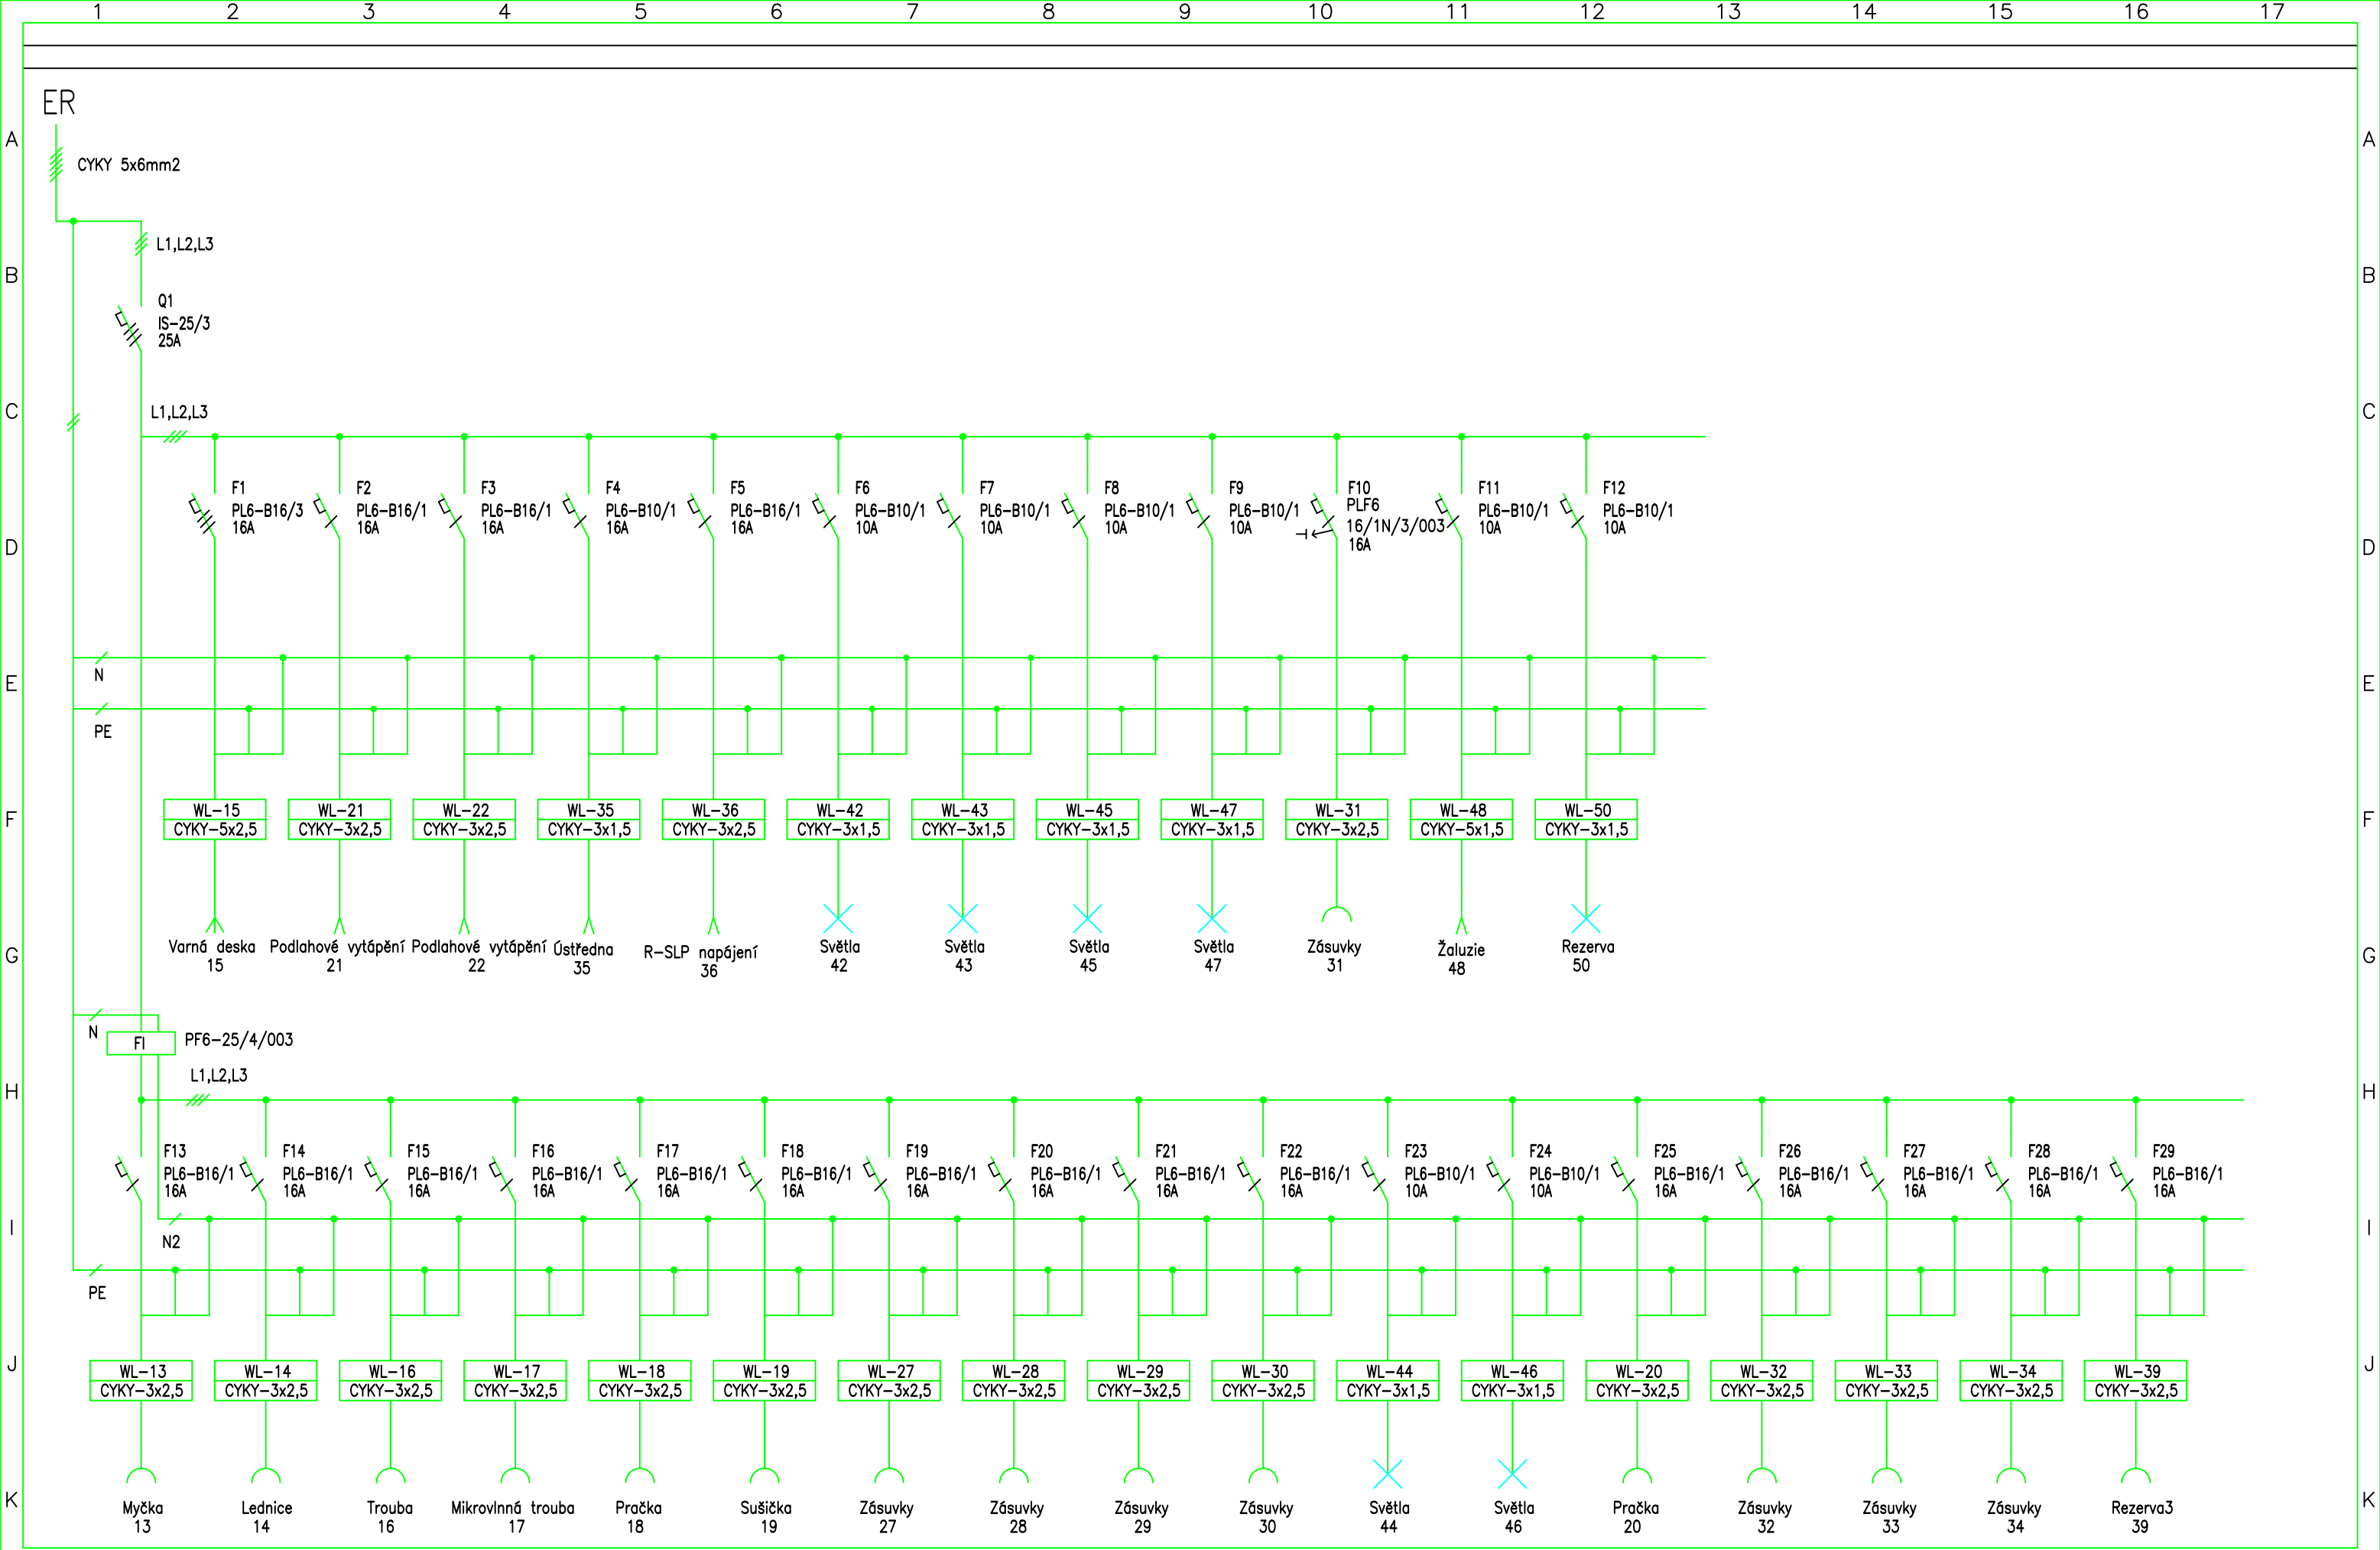 1 2 3 4 5 6 7 8 9 10 11 12 13 14 15 16 17
ER
A A
CYKY 5x6mm2
L1,L2,L3
B B
Q1
IS-25/3
25A
C L1,L2,L3 C
F1 F2 F3 F4 F5 F6 F7 F8 F9 F10 F11 F12
PL6-B16/3 PL6-B16/1 PL6-B16/1 PL6-B10/1 PL6-B16/1 PL6-B10/1 PL6-B10/1 PL6-B10/1 PL6-B10/1 PLF6 PL6-B10/1 PL6-B10/1
16A 16A 16A 16A 16A 10A 10A 10A 10A 16/1N/3/003 10A 10A
16A
D D
N
E E
PE
WL-15 WL-21 WL-22 WL-35 WL-36 WL-42 WL-43 WL-45 WL-47 WL-31 WL-48 WL-50
F F
CYKY-5x2,5 CYKY-3x2,5 CYKY-3x2,5 CYKY-3x1,5 CYKY-3x2,5 CYKY-3x1,5 CYKY-3x1,5 CYKY-3x1,5 CYKY-3x1,5 CYKY-3x2,5 CYKY-5x1,5 CYKY-3x1,5
Varná deska Podlahové vytápění Podlahové vytápění Ústředna R-SLP napájení Světla Světla Světla Světla Zásuvky Žaluzie Rezerva
G G
15 21 22 35 36 42 43 45 47 31 48 50
N
FI PF6-25/4/003
L1,L2,L3
H H
F13 F14 F15 F16 F17 F18 F19 F20 F21 F22 F23 F24 F25 F26 F27 F28 F29
PL6-B16/1 PL6-B16/1 PL6-B16/1 PL6-B16/1 PL6-B16/1 PL6-B16/1 PL6-B16/1 PL6-B16/1 PL6-B16/1 PL6-B16/1 PL6-B10/1 PL6-B10/1 PL6-B16/1 PL6-B16/1 PL6-B16/1 PL6-B16/1 PL6-B16/1
16A 16A 16A 16A 16A 16A 16A 16A 16A 16A 10A 10A 16A 16A 16A 16A 16A
I I
N2
PE
J J
WL-13 WL-14 WL-16 WL-17 WL-18 WL-19 WL-27 WL-28 WL-29 WL-30 WL-44 WL-46 WL-20 WL-32 WL-33 WL-34 WL-39
CYKY-3x2,5 CYKY-3x2,5 CYKY-3x2,5 CYKY-3x2,5 CYKY-3x2,5 CYKY-3x2,5 CYKY-3x2,5 CYKY-3x2,5 CYKY-3x2,5 CYKY-3x2,5 CYKY-3x1,5 CYKY-3x1,5 CYKY-3x2,5 CYKY-3x2,5 CYKY-3x2,5 CYKY-3x2,5 CYKY-3x2,5
K K
Myčka Lednice Trouba Mikrovlnná trouba Pračka Sušička Zásuvky Zásuvky Zásuvky Zásuvky Světla Světla Pračka Zásuvky Zásuvky Zásuvky Rezerva3
13 14 16 17 18 19 27 28 29 30 44 46 20 32 33 34 39